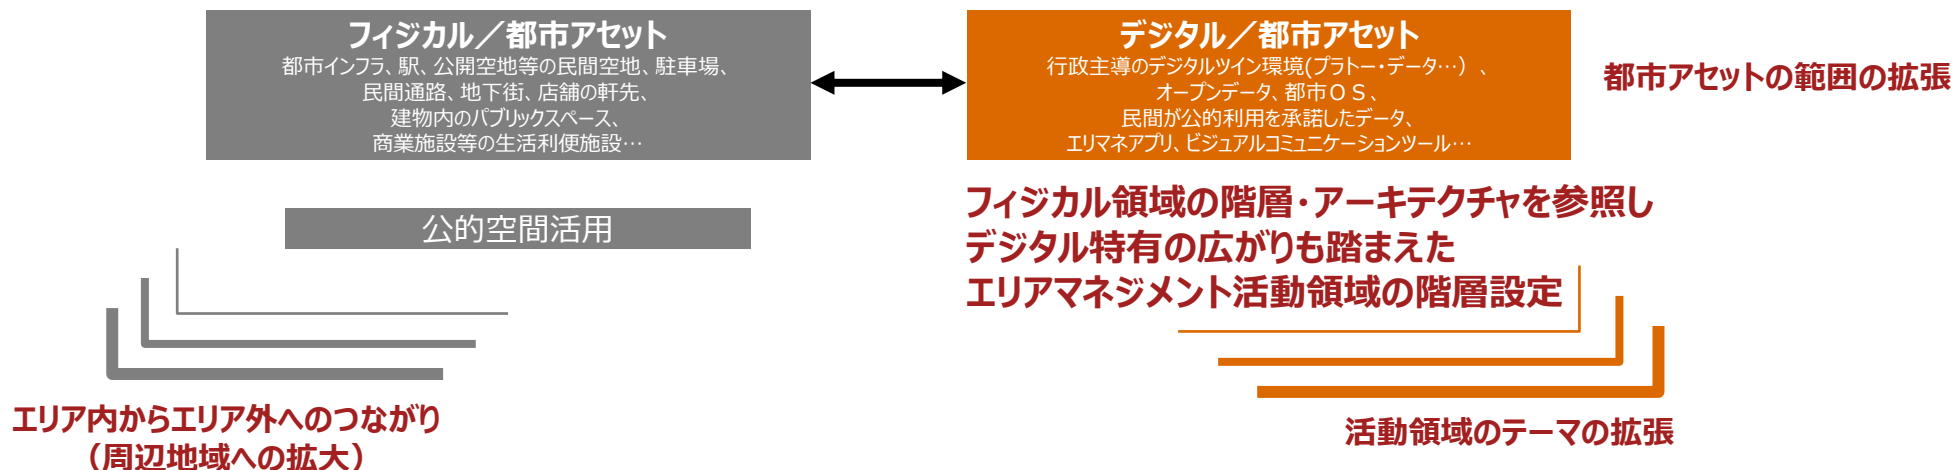 フィジカル／都市アセット
都市インフラ、駅、公開空地等の民間空地、駐車場、
民間通路、地下街、店舗の軒先、
建物内のパブリックスペース、
商業施設等の生活利便施設…
デジタル／都市アセット
行政主導のデジタルツイン環境(プラトー・データ…）、
オープンデータ、都市ＯＳ、
民間が公的利用を承諾したデータ、
エリマネアプリ、ビジュアルコミュニケーションツール…
都市アセットの範囲の拡張
公的空間活用
フィジカル領域の階層・アーキテクチャを参照し
デジタル特有の広がりも踏まえた
エリアマネジメント活動領域の階層設定
エリア内からエリア外へのつながり
（周辺地域への拡大）
活動領域のテーマの拡張